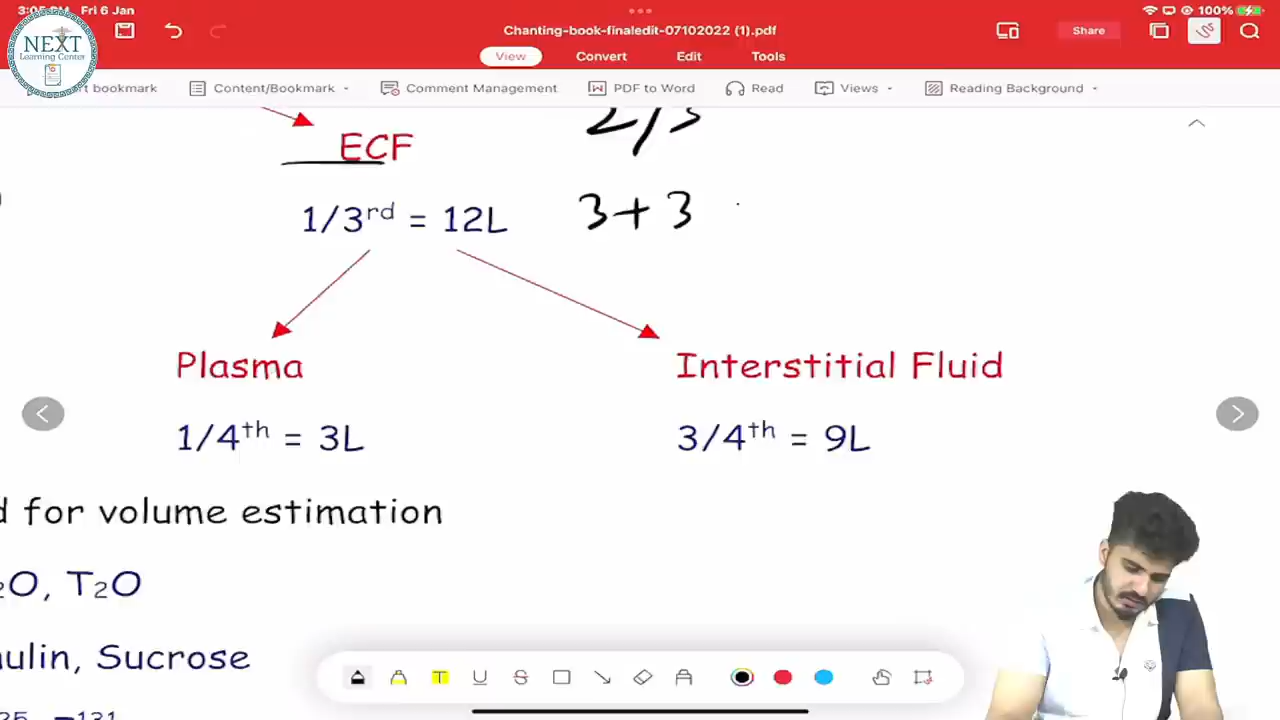 3:05 PM Fri 6 Jan
100%
NEXT
Learning Center
Chanting-book-finaledit-07102022 (1).pdf
Share
View Convert Edit Tools
bookmark Content/Bookmark Comment Management PDF to Word Read Views Reading Background
2/3
ECF
1/3rd = 12L 3+3
Plasma Interstitial Fluid
1/4th = 3L 3/4th = 9L
for volume estimation
O, T₂O
ulin, Sucrose
131